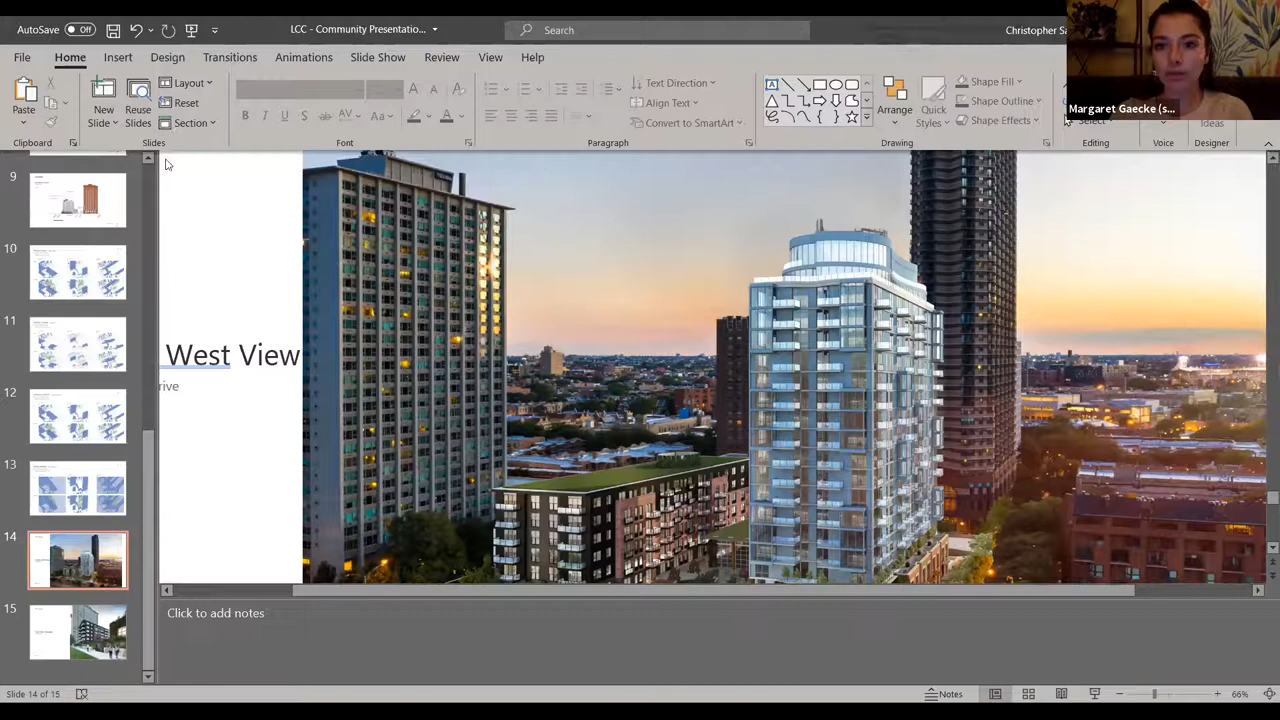 AutoSave Off
LCC - Community Presentatio...
Search
Christopher Sa
File Home Insert Design Transitions Animations Slide Show Review View Help
Paste
New
Slide
Reuse
Slides
Layout
Reset
Section
Text Direction
Align Text
Convert to SmartArt
Arrange
Quick
Styles
Shape Fill
Shape Outline
Shape Effects
Select
Ideas
Margaret Gaecke (s...
Clipboard Slides Font Paragraph Drawing Editing Voice Designer
9
10
11
12
13
14
15
West View
rive
Click to add notes
Slide 14 of 15
Notes
66%